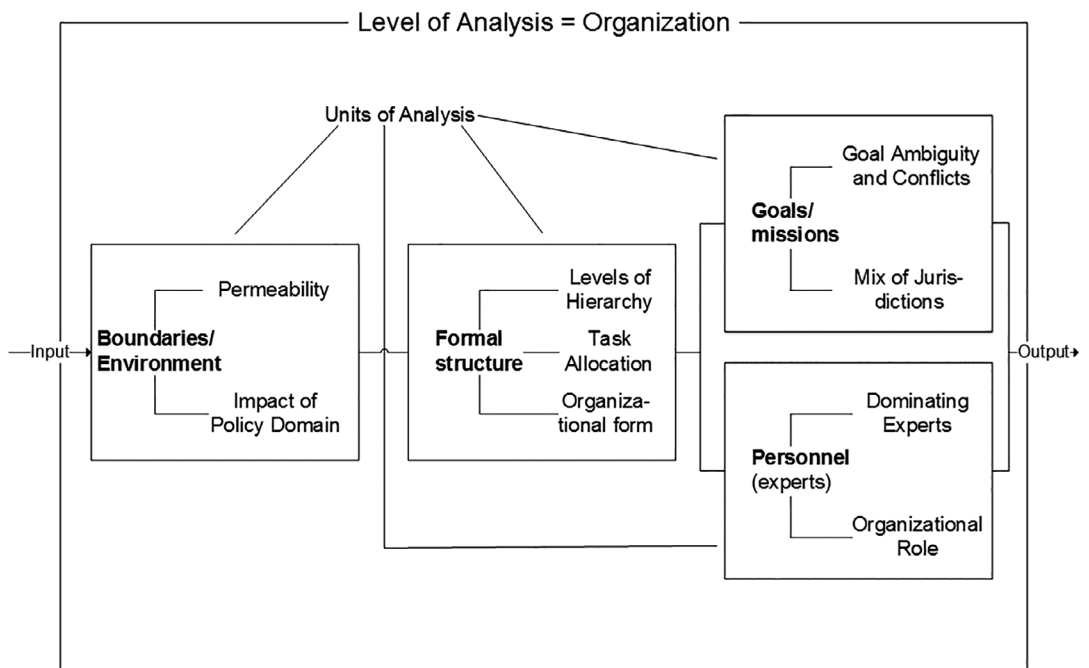 Level of Analysis = Organization
Units of Analysis
Input
Permeability
Boundaries/
Environment
Impact of
Policy Domain
Levels of
Hierarchy
Formal
structure
Task
Allocation
Organiza-
tional form
Goal Ambiguity
and Conflicts
Goals/
missions
Mix of Juris-
dictions
Dominating
Experts
Personnel
(experts)
Organizational
Role
Output